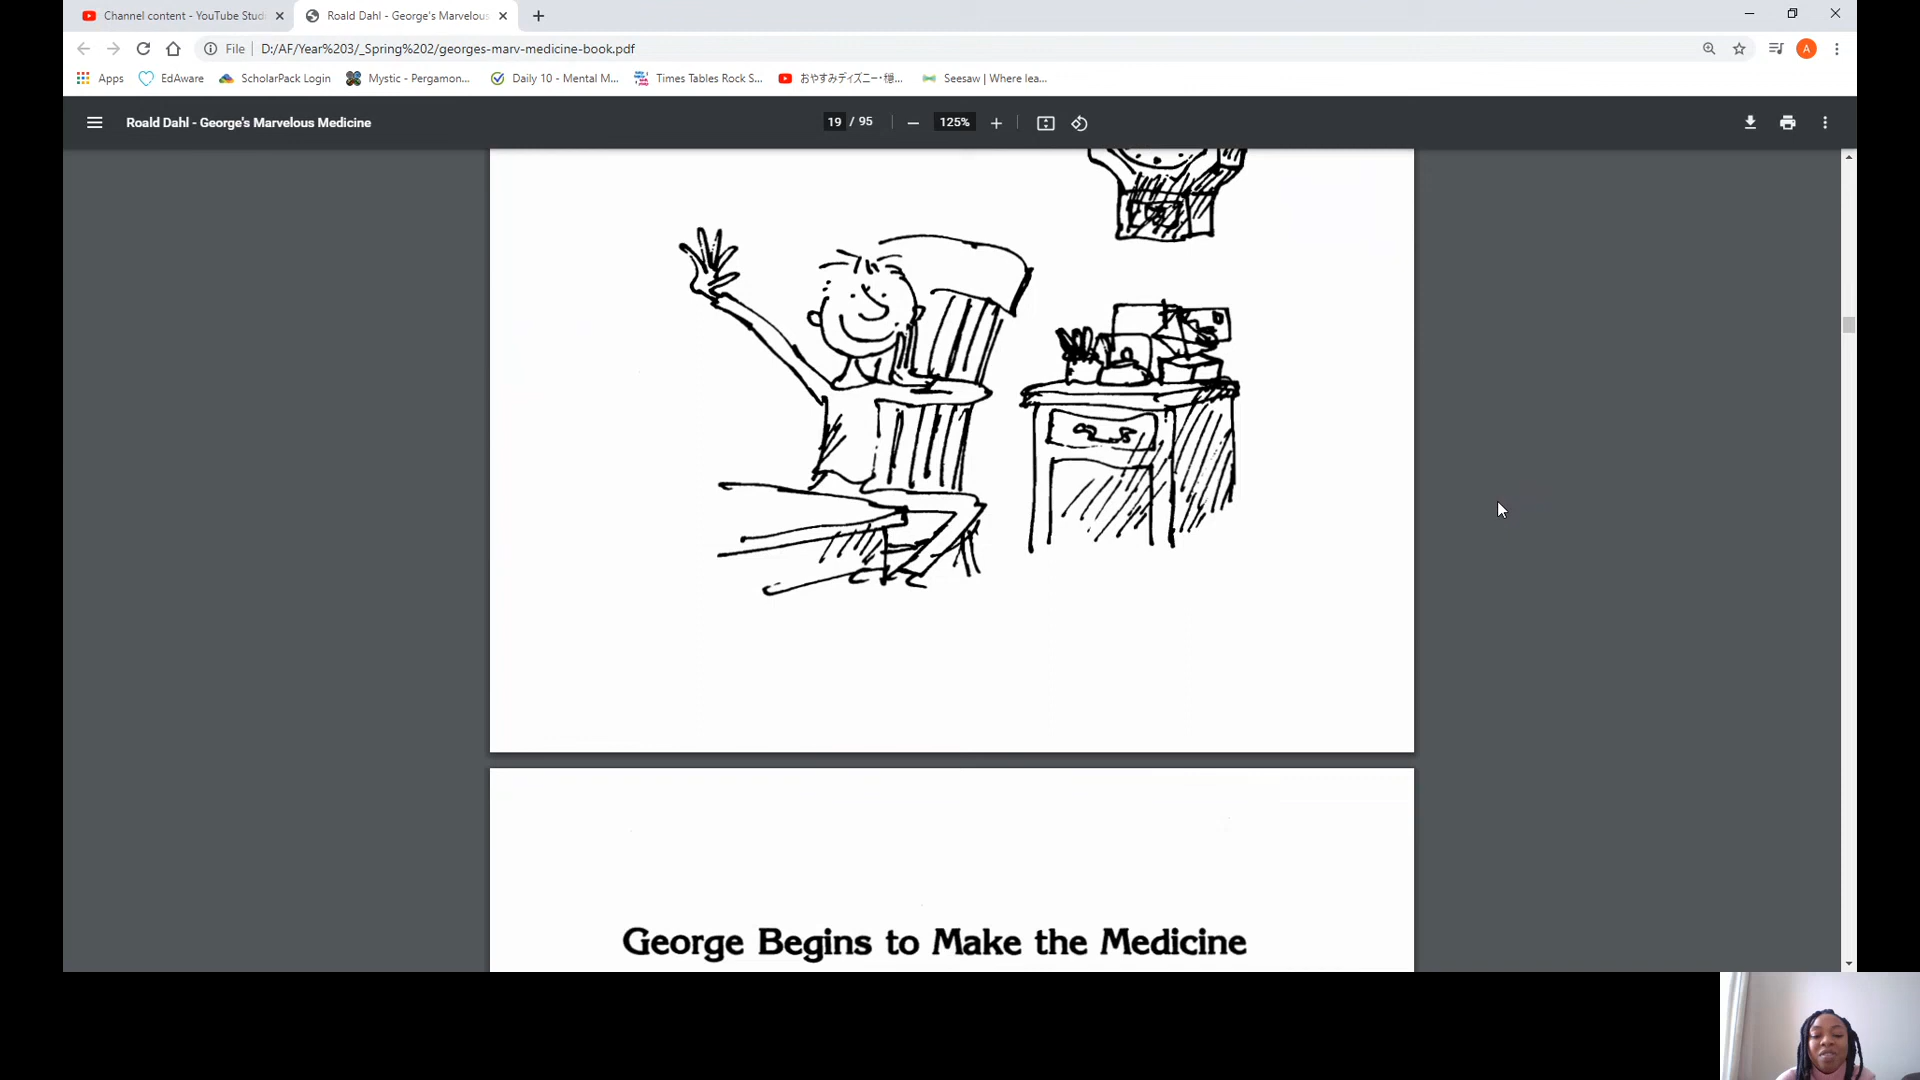 Channel content - YouTube Studi
Roald Dahl - George's Marvelous
File D:/AF/Year%203/_Spring%202/georges-marv-medicine-book.pdf
A
Apps EdAware ScholarPack Login Mystic - Pergamon... Daily 10 - Mental M... Times Tables Rock S... おやすみディズニー・極... Seesaw | Where lea...
Roald Dahl - George's Marvelous Medicine 19 / 95 125%
George Begins to Make the Medicine